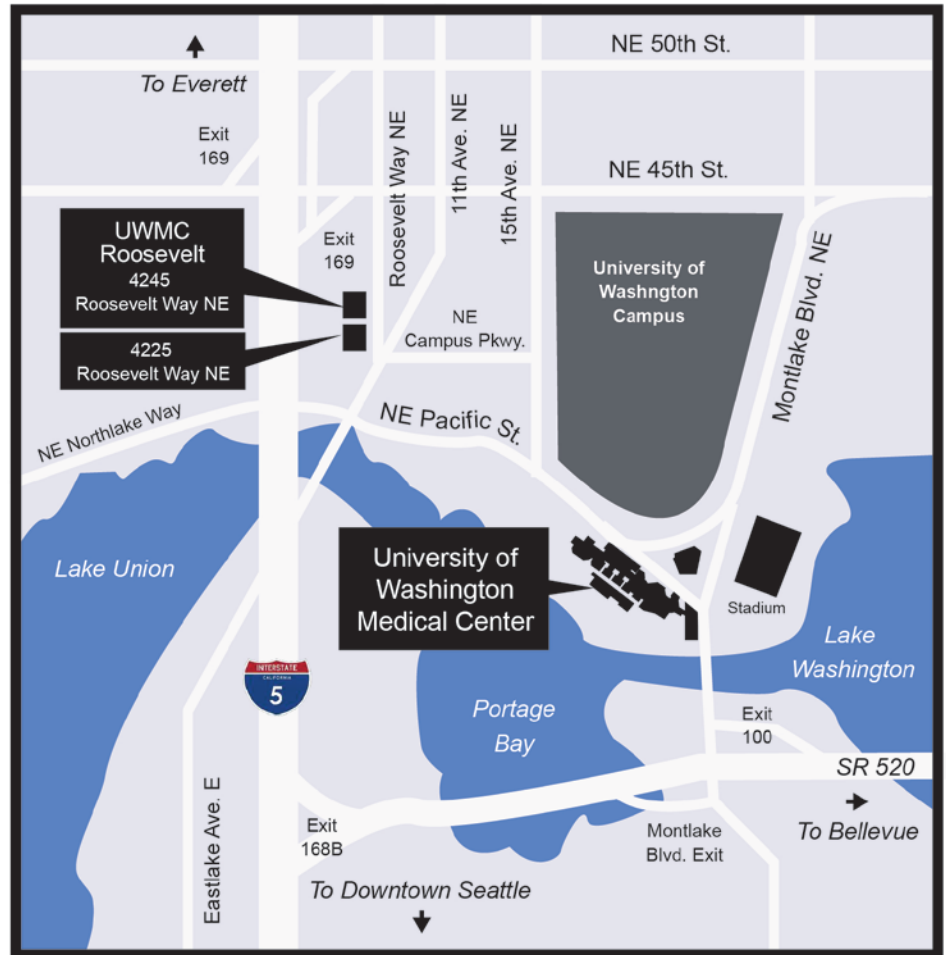 NE 50th St.
To Everett
Exit
169
Roosevelt Way NE
11th Ave. NE
15th Ave. NE
NE 45th St.
UWMC
Roosevelt
4245
Roosevelt Way NE
Exit
169
4225
Roosevelt Way NE
NE
Campus Pkwy.
University of
Washngton
Campus
Montlake Blvd. NE
NE Northlake Way
NE Pacific St.
Lake Union
University of
Washington
Medical Center
Stadium
Lake
Washington
INTERSTATE
CALIFORNIA
5
Portage
Bay
Exit
100
SR 520
To Bellevue
Eastlake Ave. E
Exit
168B
Montlake
Blvd. Exit
To Downtown Seattle